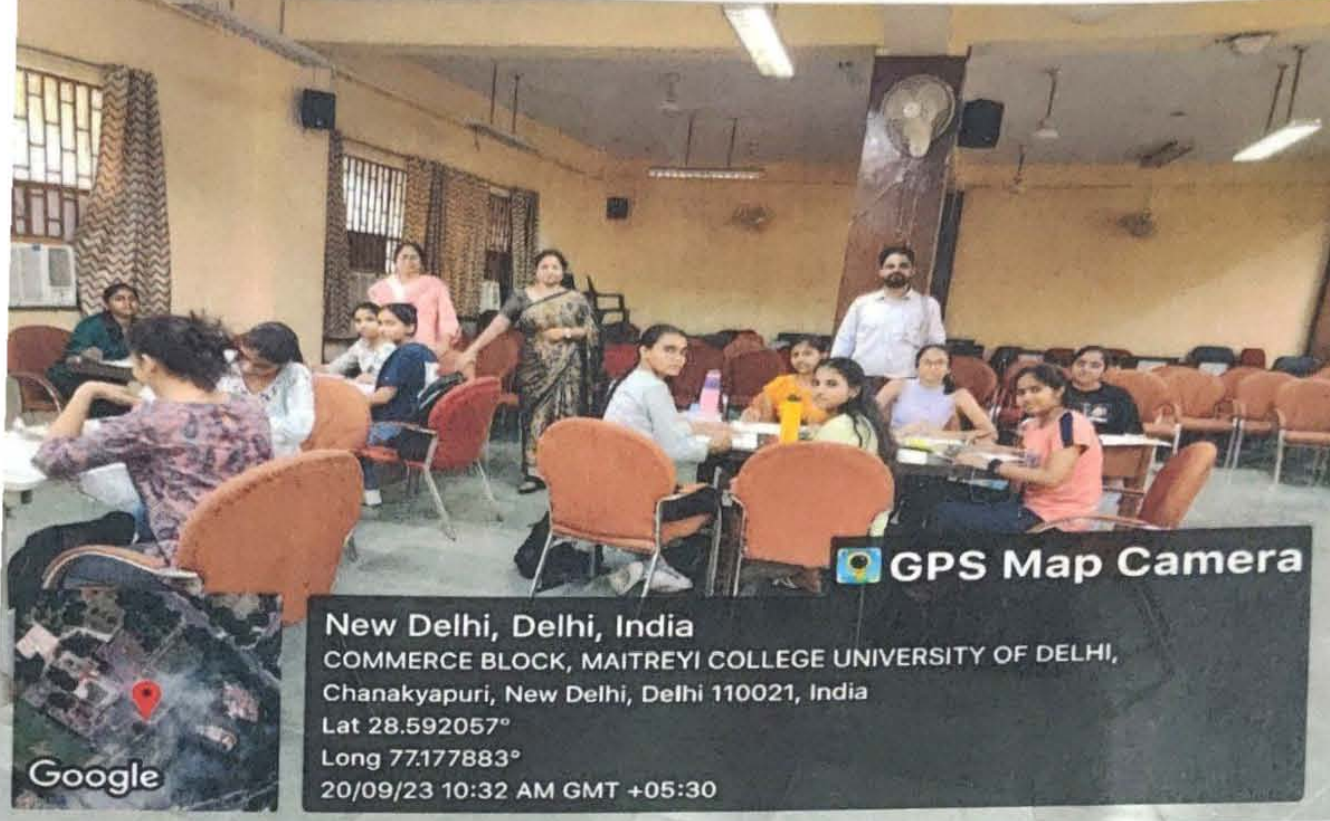 GPS Map Camera
New Delhi, Delhi, India
COMMERCE BLOCK, MAITREYI COLLEGE UNIVERSITY OF DELHI,
Chanakyapuri, New Delhi, Delhi 110021, India
Lat 28.592057°
Long 77.177883°
20/09/23 10:32 AM GMT +05:30
Google